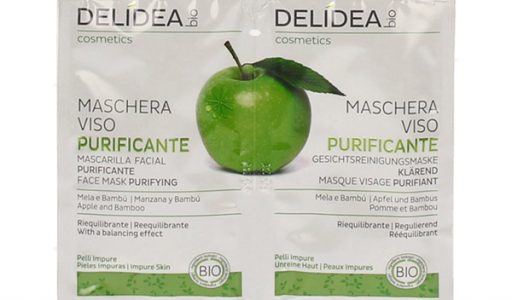 DELIDEA bio
cosmetics
MASCHERA
VISO
PURIFICANTE
MASCARILLA FACIAL
PURIFICANTE
FACE MASK PURIFYING
Mela e Bambú | Manzana y Bambú
Apple and Bamboo
Riequilibrante | Reequilibrante
With a balancing effect
Pelli Impure
Pieles Impuras | Impure Skin
BIO
DELIDEA bio
cosmetics
MASCHERA
VISO
PURIFICANTE
GESICHTSREINIGUNGSMASKE
KLÄREND
MASQUE VISAGE PURIFIANT
Mela e Bambú | Apfel und Bambus
Pomme et Bambou
Riequilibrante | Regulierend
Rééquilibrant
Pelli Impure
Unreine Haut | Peaux Impures
BIO